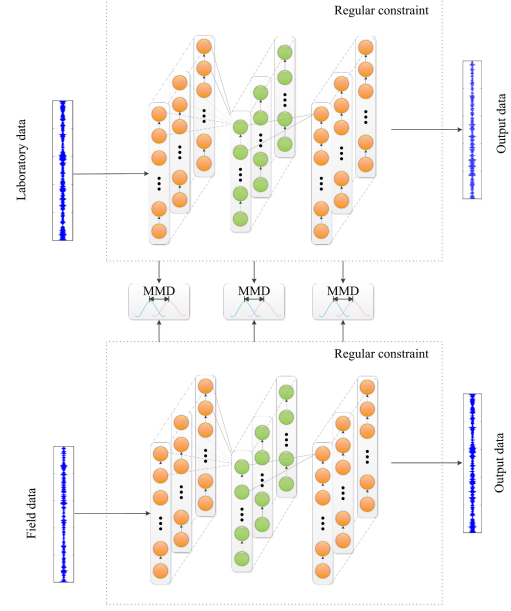 Regular constraint
Laboratory data
Output data
MMD
MMD
MMD
Regular constraint
Field data
Output data